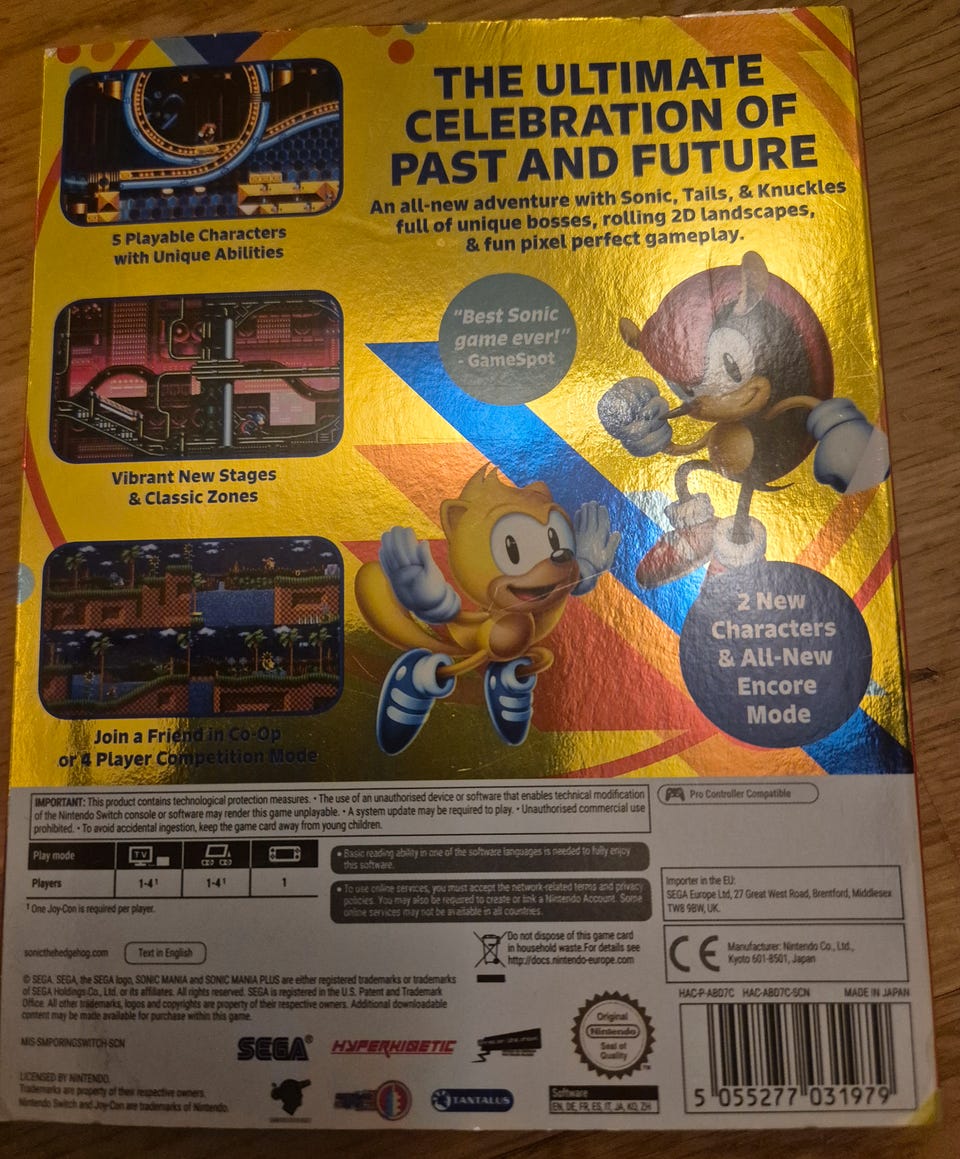 THE ULTIMATE
CELEBRATION OF
PAST AND FUTURE
An all-new adventure with Sonic, Tails, & Knuckles
full of unique bosses, rolling 2D landscapes,
& fun pixel perfect gameplay.
5 Playable Characters
with Unique Abilities
"Best Sonic
game ever!"
- GameSpot
Vibrant New Stages
& Classic Zones
2 New
Characters
& All-New
Encore
Mode
Join a Friend in Co-Op
or 4 Player Competition Mode
IMPORTANT: This product contains technological protection measures. • The use of an unauthorised device or software that enables technical modification
of the Nintendo Switch console or software may render this game unplayable. • A system update may be required to play. • Unauthorised commercial use
prohibited. • To avoid accidental ingestion, keep the game card away from young children.
Pro Controller Compatible
Play mode TV
Players 1-4¹ 1-4¹ 1
¹ One Joy-Con is required per player.
• Basic reading ability in one of the software languages is needed to fully enjoy
this software.
• To use online services, you must accept the network-related terms and privacy
policies. You may also be required to create or link a Nintendo Account. Some
online services may not be available in all countries.
Importer in the EU:
SEGA Europe Ltd, 27 Great West Road, Brentford, Middlesex
TW8 9BW, UK.
sonicthehedgehog.com
Text in English
Do not dispose of this game card
in household waste.For details see
http://docs.nintendo-europe.com
CE
Manufacturer: Nintendo Co., Ltd.,
Kyoto 601-8501, Japan
© SEGA. SEGA, the SEGA logo, SONIC MANIA and SONIC MANIA PLUS are either registered trademarks or trademarks
of SEGA Holdings Co., Ltd. or its affiliates. All rights reserved. SEGA is registered in the U.S. Patent and Trademark
Office. All other trademarks, logos and copyrights are property of their respective owners. Additional downloadable
content may be made available for purchase within this game.
HAC-P-ABD7C HAC-ABD7C-SCN MADE IN JAPAN
MIS-SMPORINGSWITCH-SCN
SEGA®
HYPERKINETIC
Original
Nintendo
Seal of
Quality
LICENSED BY NINTENDO.
Trademarks are property of their respective owners.
Nintendo Switch and Joy-Con are trademarks of Nintendo.
TANTALUS
Software
EN, DE, FR, ES, IT, JA, KO, ZH
5 055277 031979